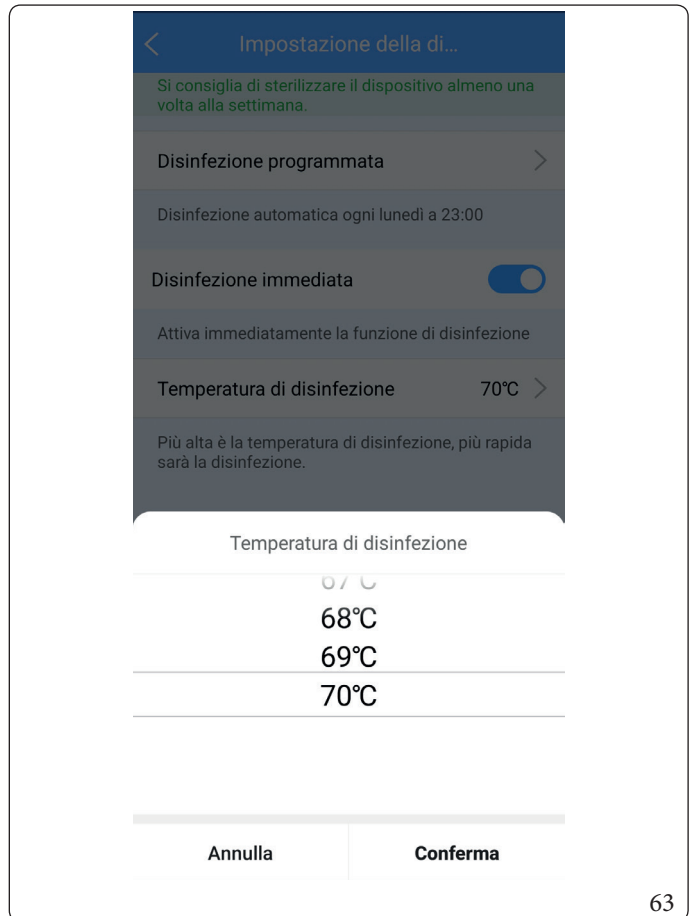 Impostazione della di...
Si consiglia di sterilizzare il dispositivo almeno una
volta alla settimana.
Disinfezione programmata
Disinfezione automatica ogni lunedì a 23:00
Disinfezione immediata
Attiva immediatamente la funzione di disinfezione
Temperatura di disinfezione 70°C
Più alta è la temperatura di disinfezione, più rapida
sarà la disinfezione.
Temperatura di disinfezione
67°C
68°C
69°C
70°C
Annulla Conferma
63